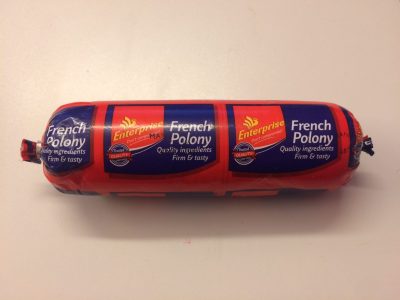 French
Polony
Quality ingredients
Firm & tasty
Enterprise
French
Polony
Quality ingredients
Firm & tasty
Enterprise
French
Polony
Quality ingredients
Firm & tasty